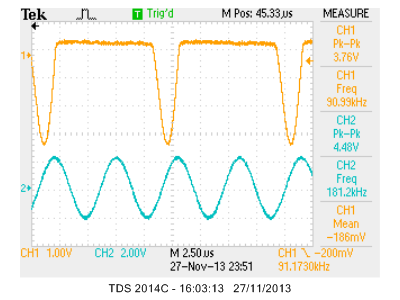 Tek T Trig'd M Pos: 45.33µs MEASURE
CH1
Pk-Pk
3.76V
CH1
Freq
90.99kHz
CH2
Pk-Pk
4.48V
CH2
Freq
181.2kHz
CH1
Mean
-186mV
1
2
CH1 1.00V CH2 2.00V M 2.50µs CH1 -200mV
27-Nov-13 23:51 91.1730kHz
TDS 2014C - 16:03:13 27/11/2013